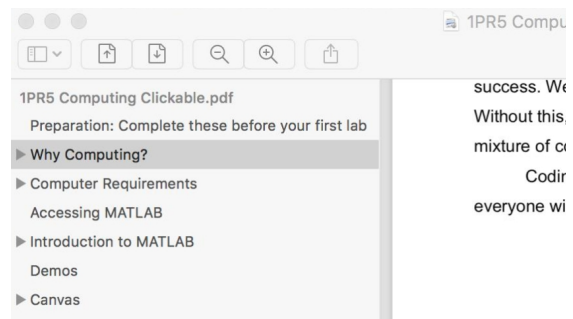 1PR5 Compu
1PR5 Computing Clickable.pdf
Preparation: Complete these before your first lab
Why Computing?
Computer Requirements
Accessing MATLAB
Introduction to MATLAB
Demos
Canvas
success. We
Without this,
mixture of co
Codin
everyone wi